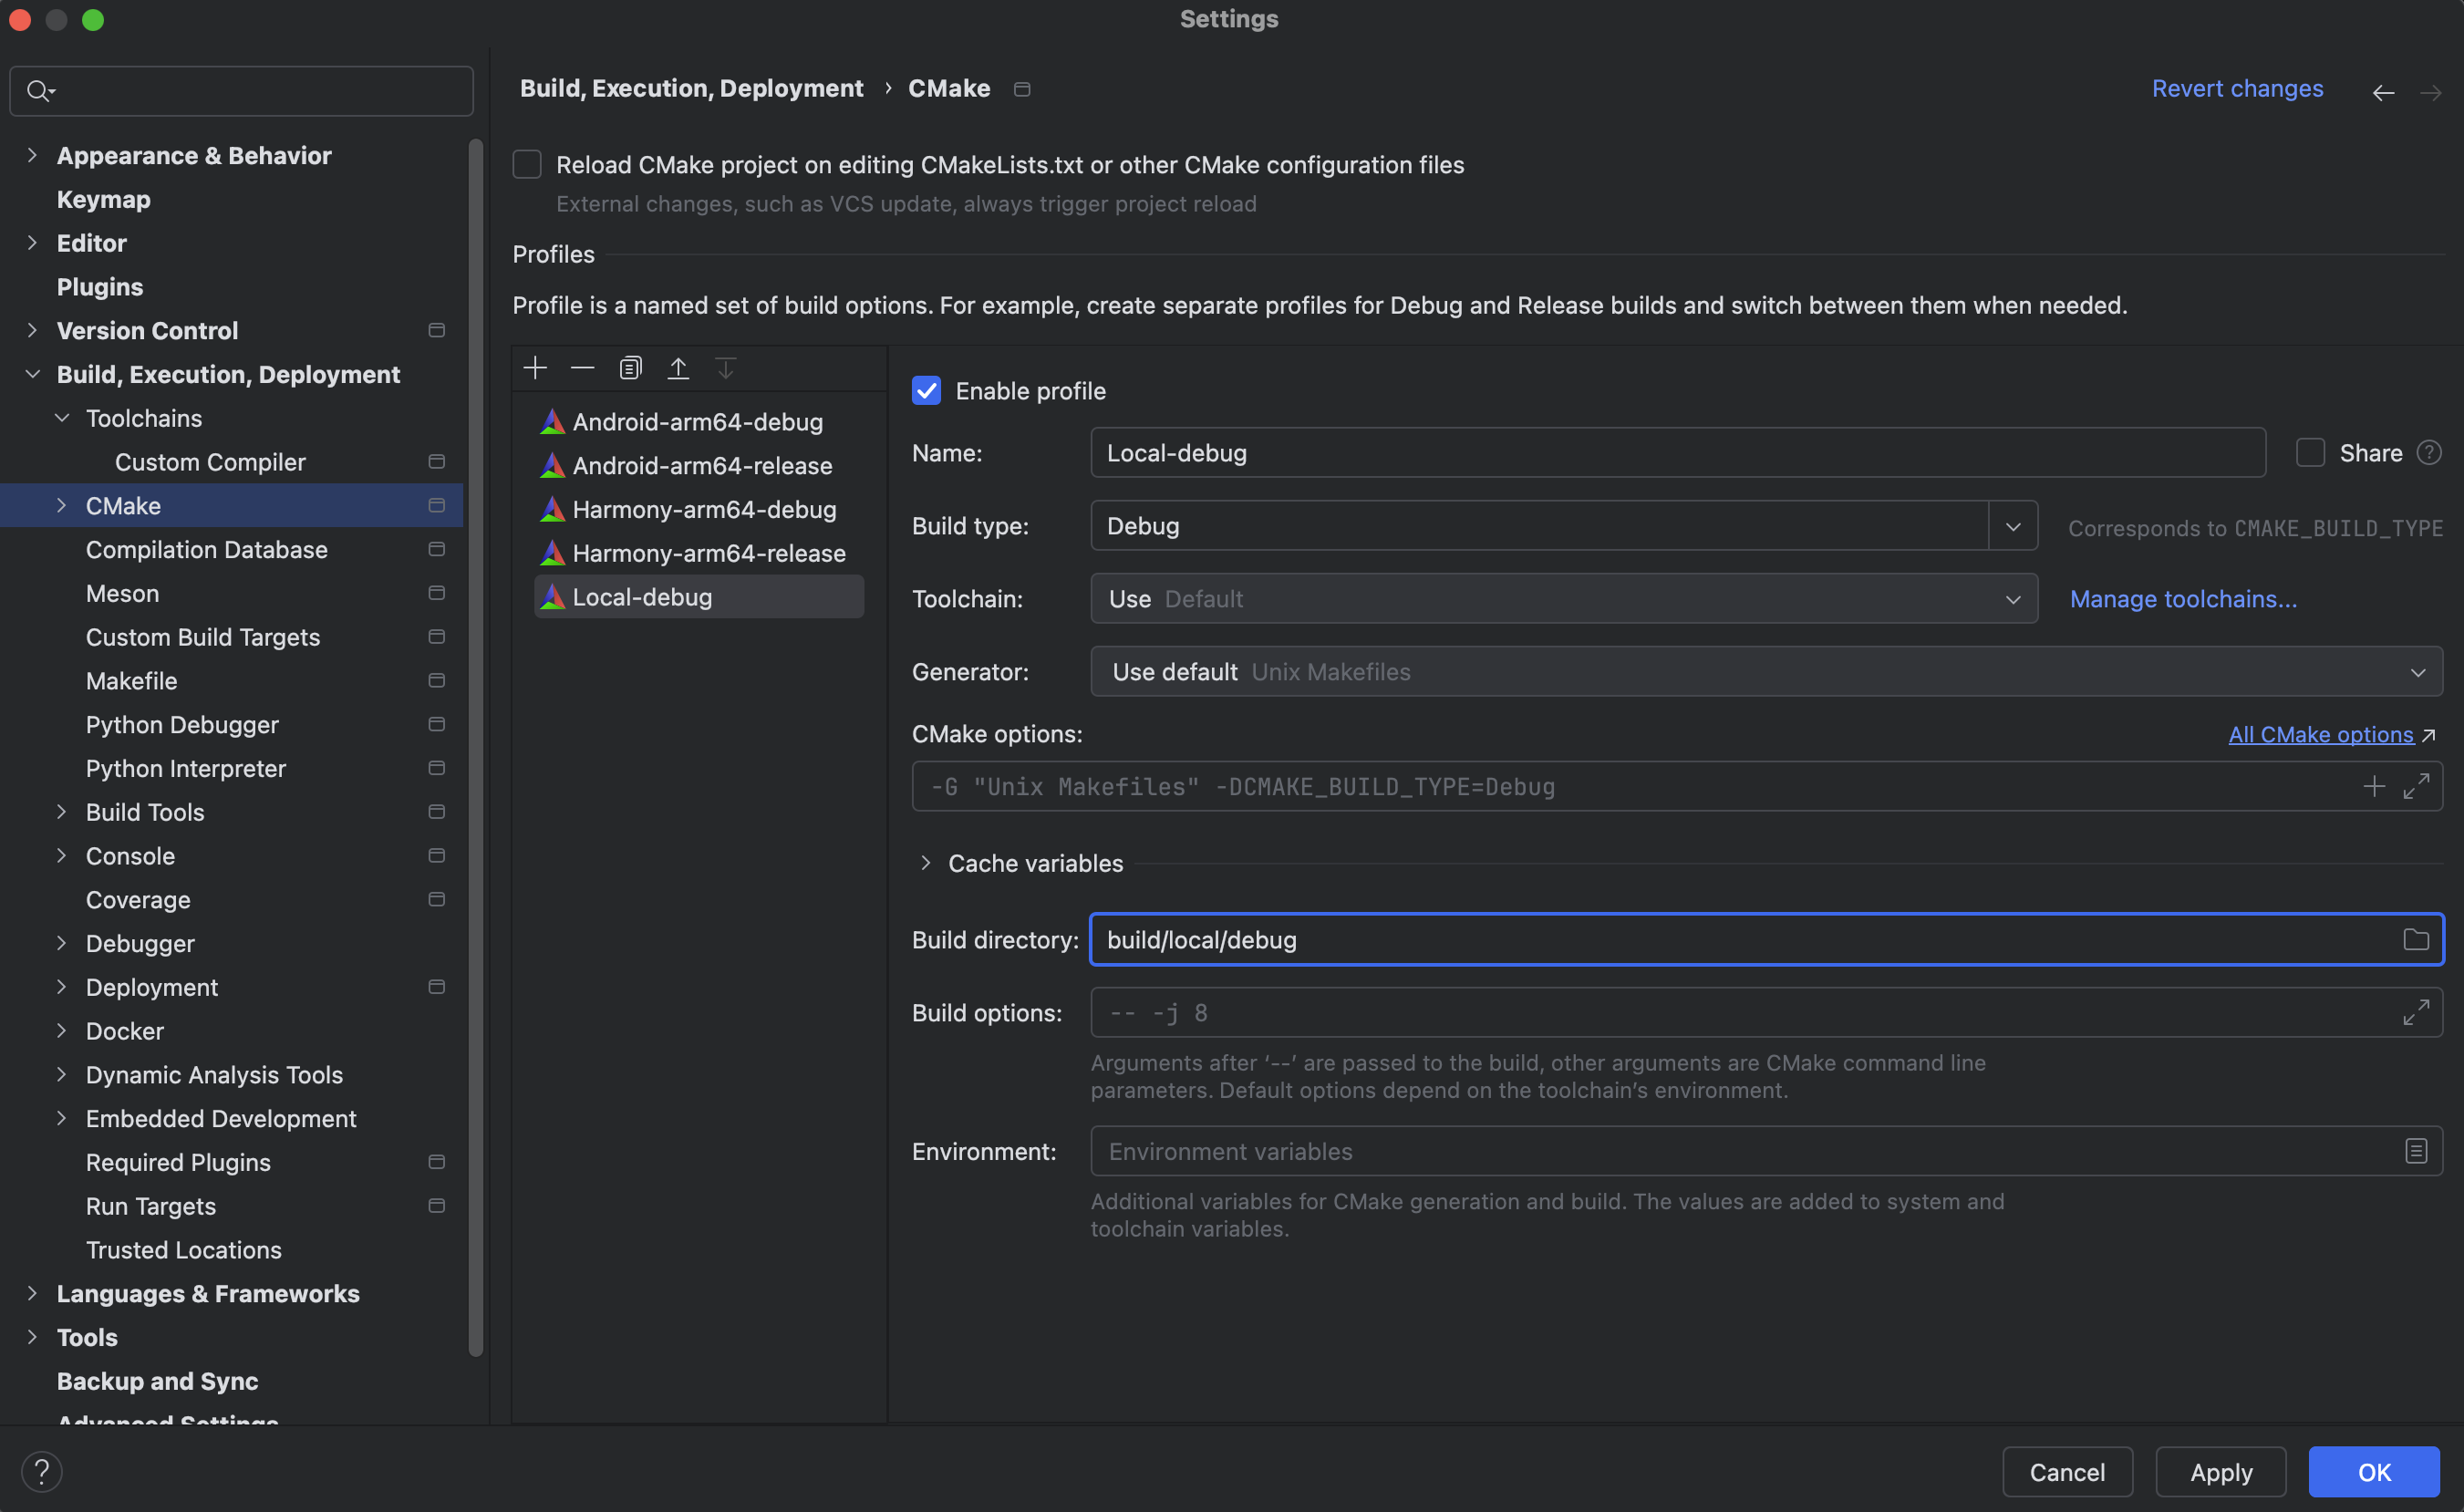 Settings
Appearance & Behavior
Keymap
Editor
Plugins
Version Control
Build, Execution, Deployment
Toolchains
Custom Compiler
CMake
Compilation Database
Meson
Custom Build Targets
Makefile
Python Debugger
Python Interpreter
Build Tools
Console
Coverage
Debugger
Deployment
Docker
Dynamic Analysis Tools
Embedded Development
Required Plugins
Run Targets
Trusted Locations
Languages & Frameworks
Tools
Backup and Sync
Advanced Settings
Build, Execution, Deployment › CMake
Revert changes
Reload CMake project on editing CMakeLists.txt or other CMake configuration files
External changes, such as VCS update, always trigger project reload
Profiles
Profile is a named set of build options. For example, create separate profiles for Debug and Release builds and switch between them when needed.
Android-arm64-debug
Android-arm64-release
Harmony-arm64-debug
Harmony-arm64-release
Local-debug
Enable profile
Name: Local-debug Share ?
Build type: Debug Corresponds to CMAKE_BUILD_TYPE
Toolchain: Use Default Manage toolchains...
Generator: Use default Unix Makefiles
CMake options: All CMake options ↗
-G "Unix Makefiles" -DCMAKE_BUILD_TYPE=Debug
Cache variables
Build directory: build/local/debug
Build options: -- -j 8
Arguments after ‘--’ are passed to the build, other arguments are CMake command line
parameters. Default options depend on the toolchain’s environment.
Environment: Environment variables
Additional variables for CMake generation and build. The values are added to system and
toolchain variables.
? Cancel Apply OK